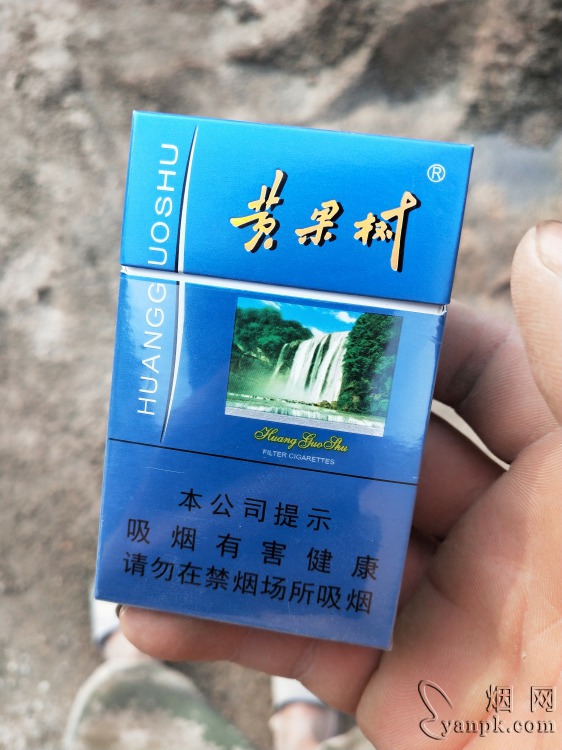 HUANGGUOSHU
黄果树®
Huang Guo Shu
FILTER CIGARETTES
本公司提示
吸烟有害健康
请勿在禁烟场所吸烟
烟网
yanpk.com